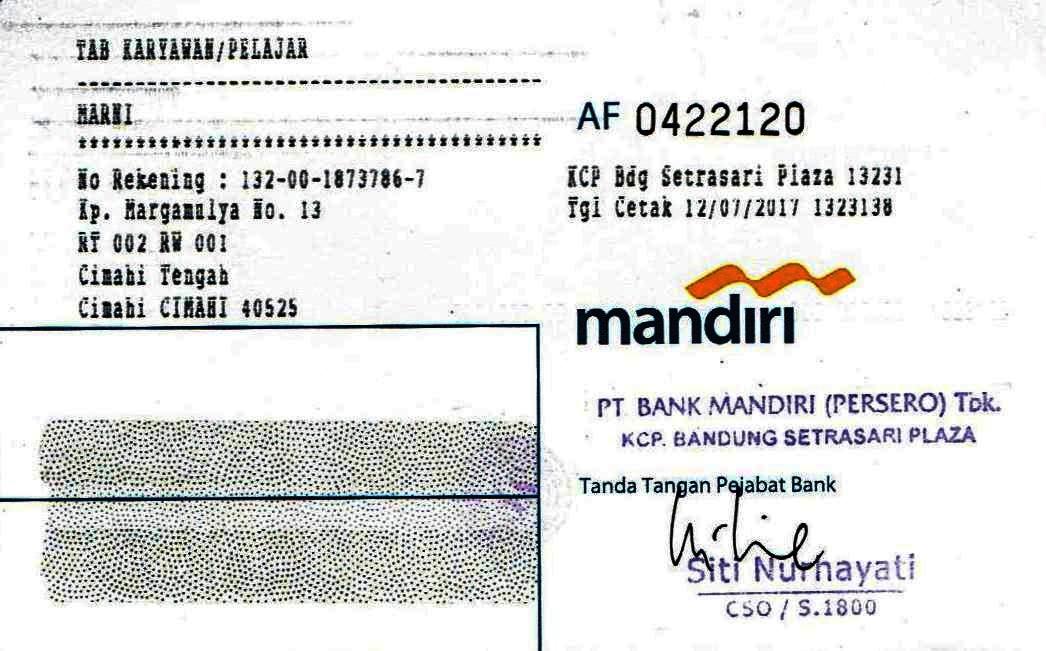 TAB KARYAWAN/PELAJAR
MARNI
No Rekening : 132-00-1873786-7
Kp. Margamulya No. 13
RT 002 RW 001
Cimahi Tengah
Cimahi CIMAHI 40525
AF 0422120
KCP Bdg Setrasari Plaza 13231
Tgl Cetak 12/07/2017 1323138
mandiri
PT. BANK MANDIRI (PERSERO) Tbk.
KCP. BANDUNG SETRASARI PLAZA
Tanda Tangan Pejabat Bank
Siti Nurhayati
CSO / S.1800